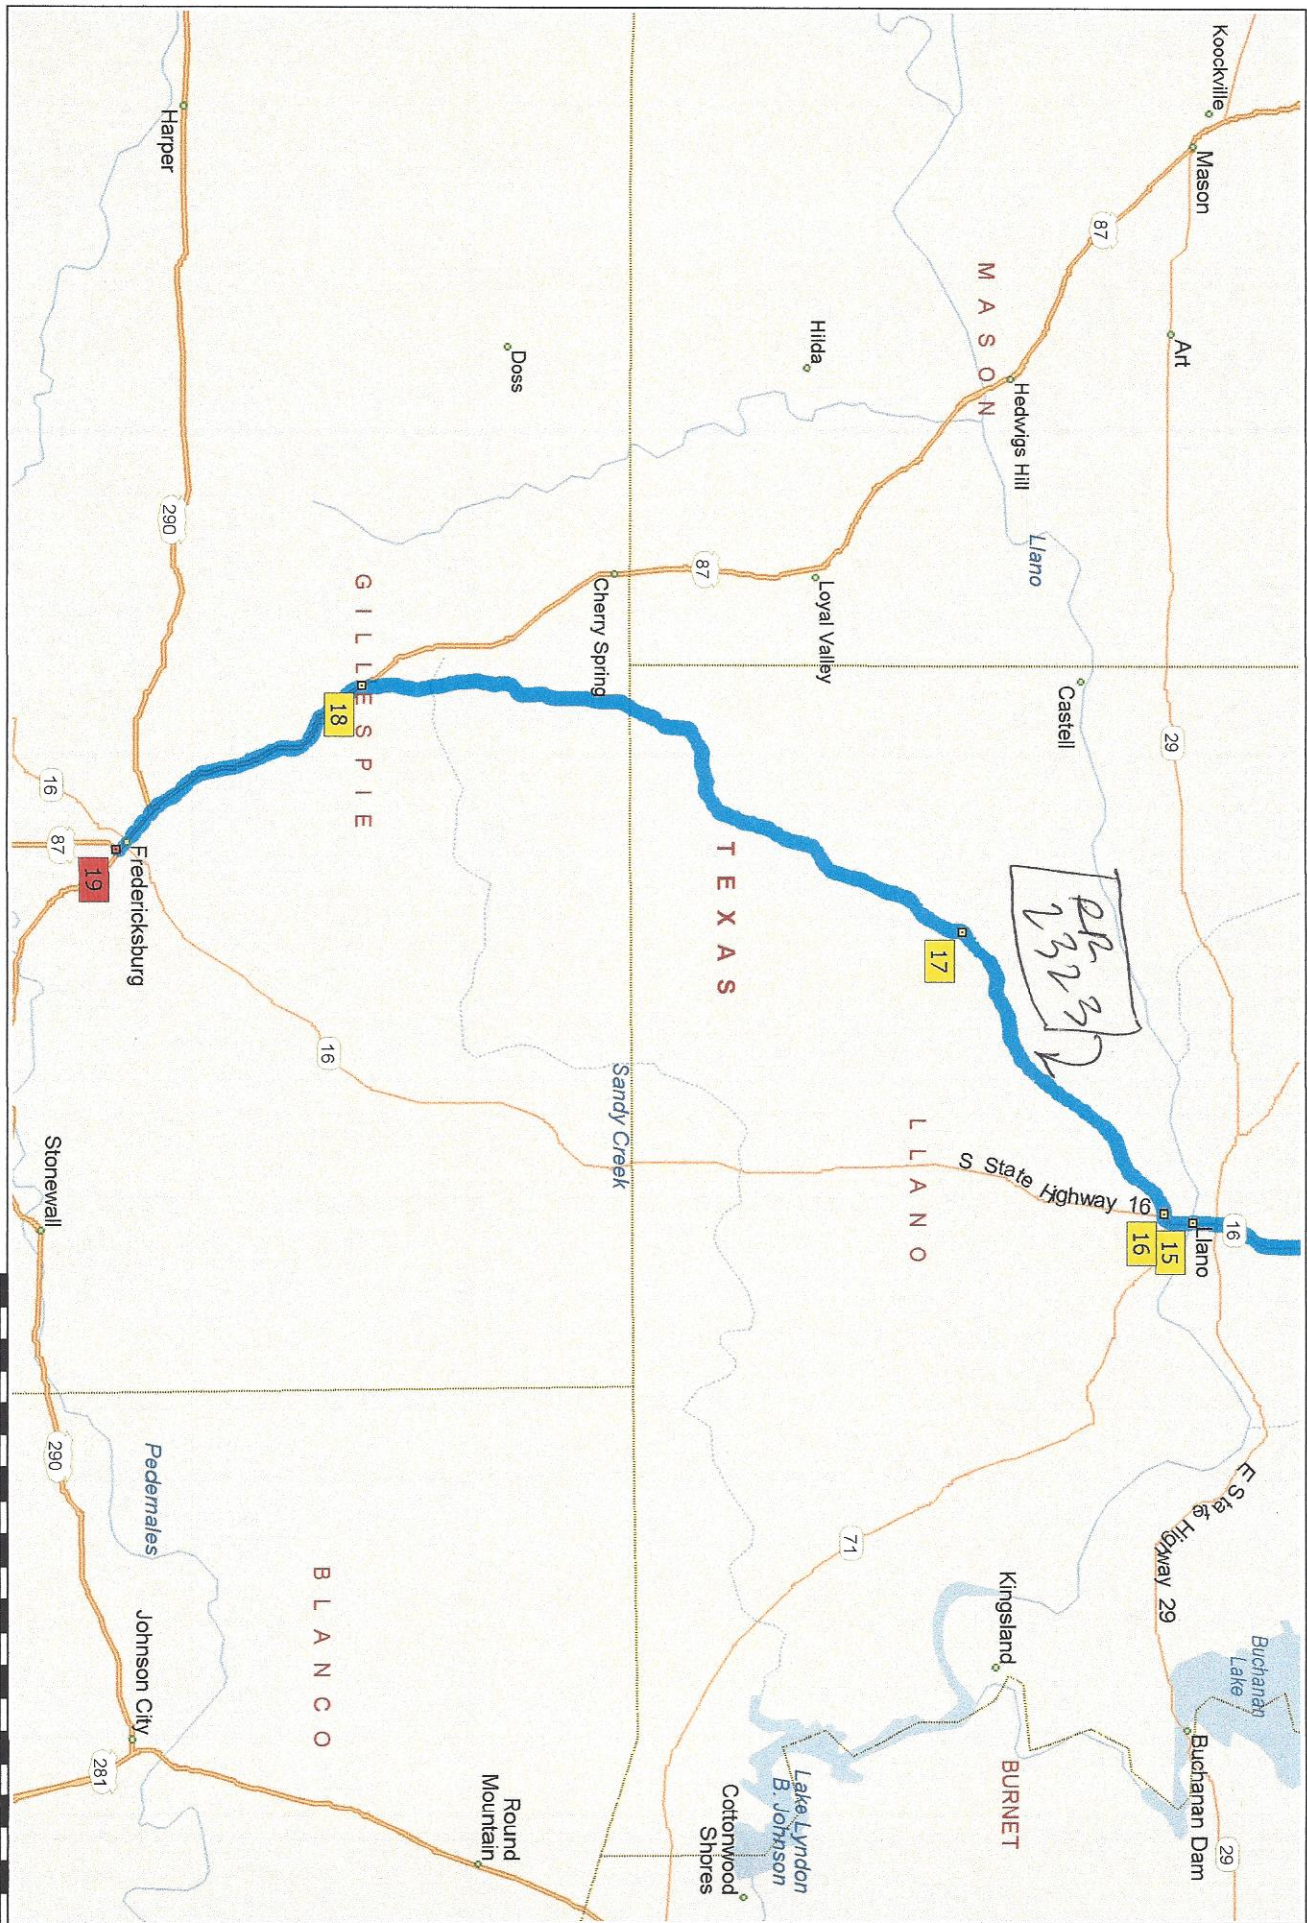 Koockville
Mason
87
Art
29
16
Llano
15
16
E State Highway 29
Buchanan
Lake
Buchanan Dam
29
MASON
Hedwigs Hill
Llano
Castell
RR
2323
S State Highway 16
LLANO
Kingsland
BURNET
Hilda
Loyal Valley
17
71
Lake Lyndon
B. Johnson
Cottonwood
Shores
87
TEXAS
Cherry Spring
Sandy Creek
Doss
Round
Mountain
GILLESPIE
18
16
BLANCO
Harper
290
Fredericksburg
19
16
87
Pedernales
Johnson City
Stonewall
290
281